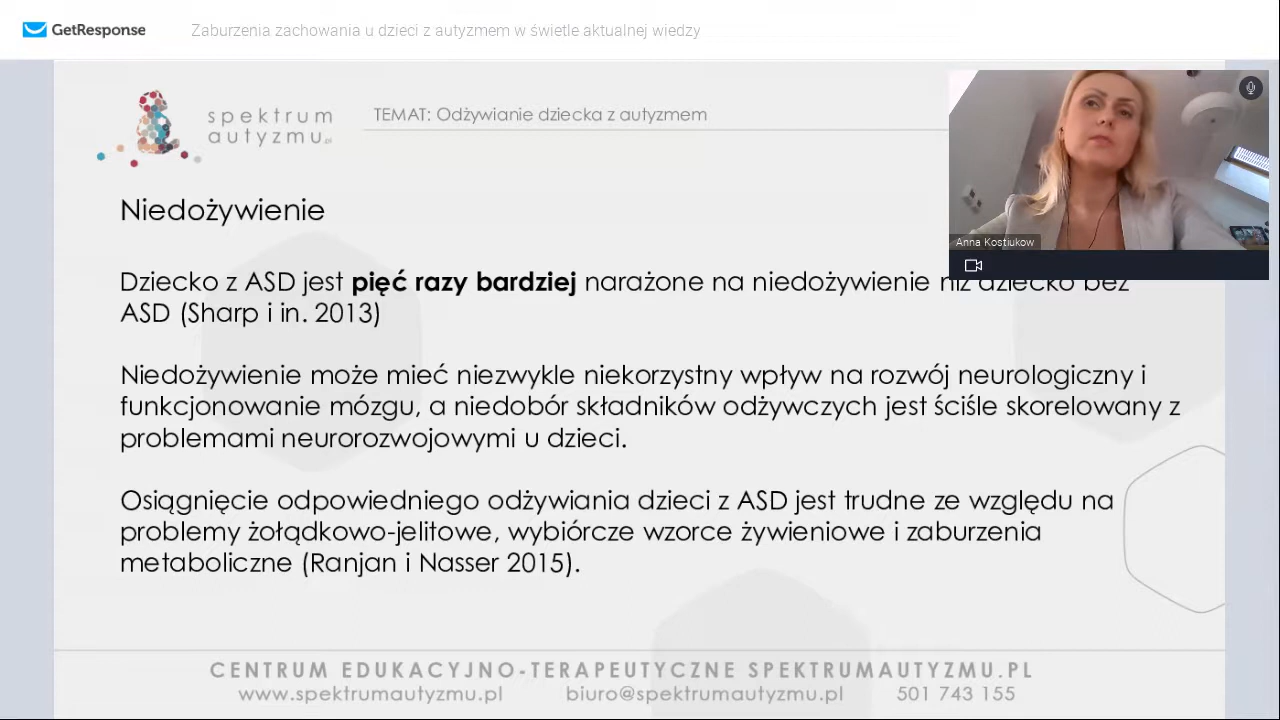 GetResponse
Zaburzenia zachowania u dzieci z autyzmem w świetle aktualnej wiedzy
spektrum
autyzmu.pl
TEMAT: Odżywianie dziecka z autyzmem
Anna Kostiukow
Niedożywienie
Dziecko z ASD jest pięć razy bardziej narażone na niedożywienie niż dziecko bez
ASD (Sharp i in. 2013)
Niedożywienie może mieć niezwykle niekorzystny wpływ na rozwój neurologiczny i
funkcjonowanie mózgu, a niedobór składników odżywczych jest ściśle skorelowany z
problemami neurorozwojowymi u dzieci.
Osiągnięcie odpowiedniego odżywiania dzieci z ASD jest trudne ze względu na
problemy żołądkowo-jelitowe, wybiórcze wzorce żywieniowe i zaburzenia
metaboliczne (Ranjan i Nasser 2015).
CENTRUM EDUKACYJNO-TERAPEUTYCZNE SPEKTRUMAUTYZMU.PL
www.spektrumautyzmu.pl biuro@spektrumautyzmu.pl 501 743 155